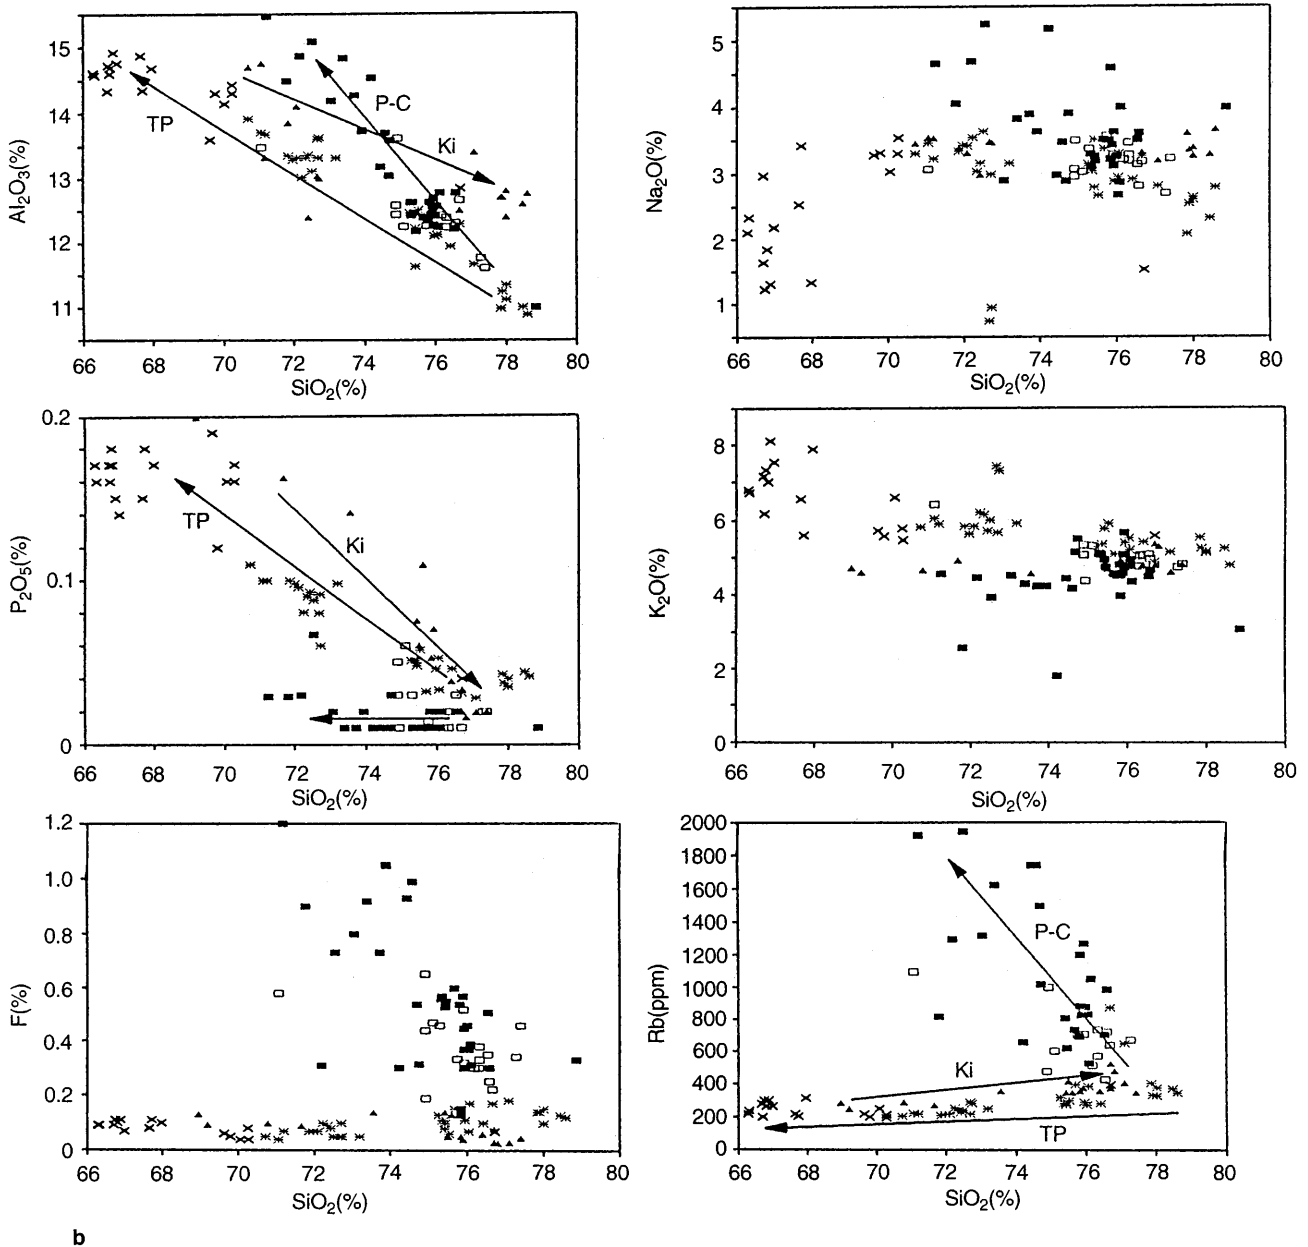 15
14
13
12
11
Al2O3(%)
TP
P-C
Ki
66 68 70 72 74 76 78 80
SiO2(%)
5
4
3
2
1
Na2O(%)
66 68 70 72 74 76 78 80
SiO2(%)
0.2
0.1
0
P2O5(%)
TP
Ki
66 68 70 72 74 76 78 80
SiO2(%)
8
6
4
2
0
K2O(%)
66 68 70 72 74 76 78 80
SiO2(%)
1.2
1.0
0.8
0.6
0.4
0.2
0
F(%)
66 68 70 72 74 76 78 80
SiO2(%)
2000
1800
1600
1400
1200
1000
800
600
400
200
0
Rb(ppm)
P-C
Ki
TP
66 68 70 72 74 76 78 80
SiO2(%)
b